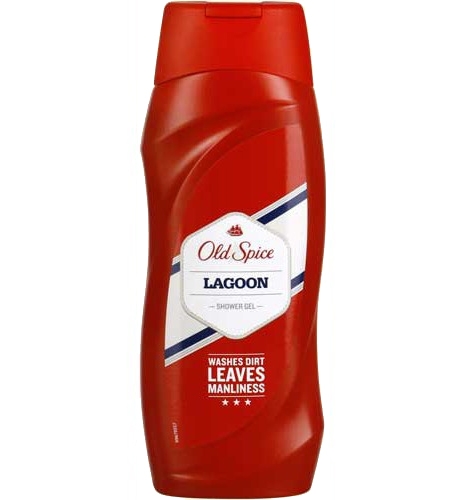 Old Spice
LAGOON
— SHOWER GEL —
WASHES DIRT
LEAVES
MANLINESS
★★★